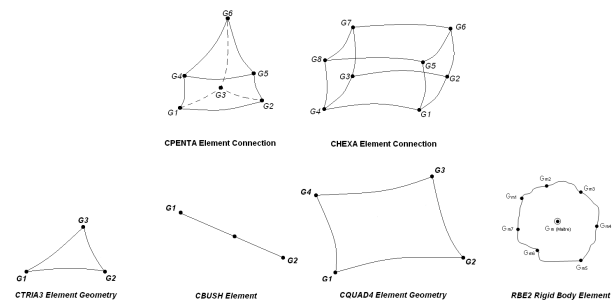 G6
G4
G5
G3
G1
G2
CPENTA Element Connection
G7
G6
G8
G5
G3
G2
G4
G1
CHEXA Element Connection
G3
G1
G2
CTRIA3 Element Geometry
G1
G2
CBUSH Element
G3
G4
G2
G1
CQUAD4 Element Geometry
Gm2
Gm1
Gm3
Gm7
Gn (Maître)
Gm4
Gm6
Gm5
RBE2 Rigid Body Element